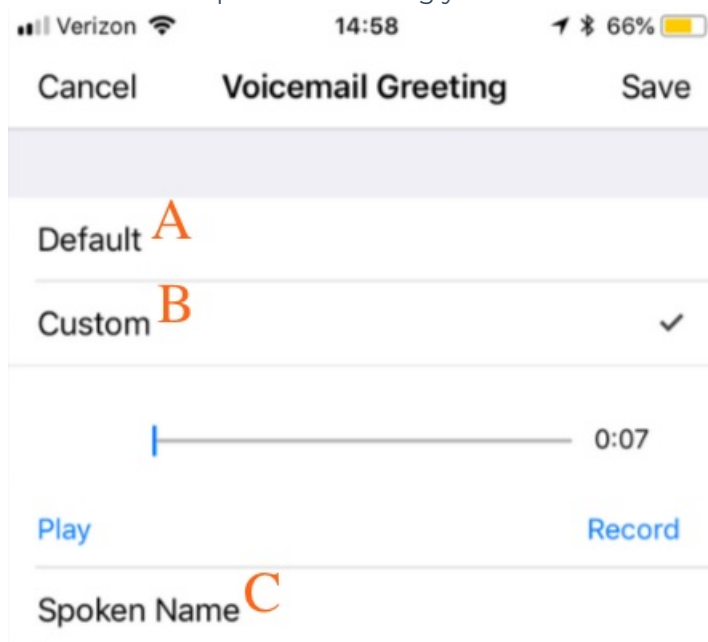 Verizon 14:58 66%
Cancel Voicemail Greeting Save
Default A
Custom B
0:07
Play Record
Spoken Name C